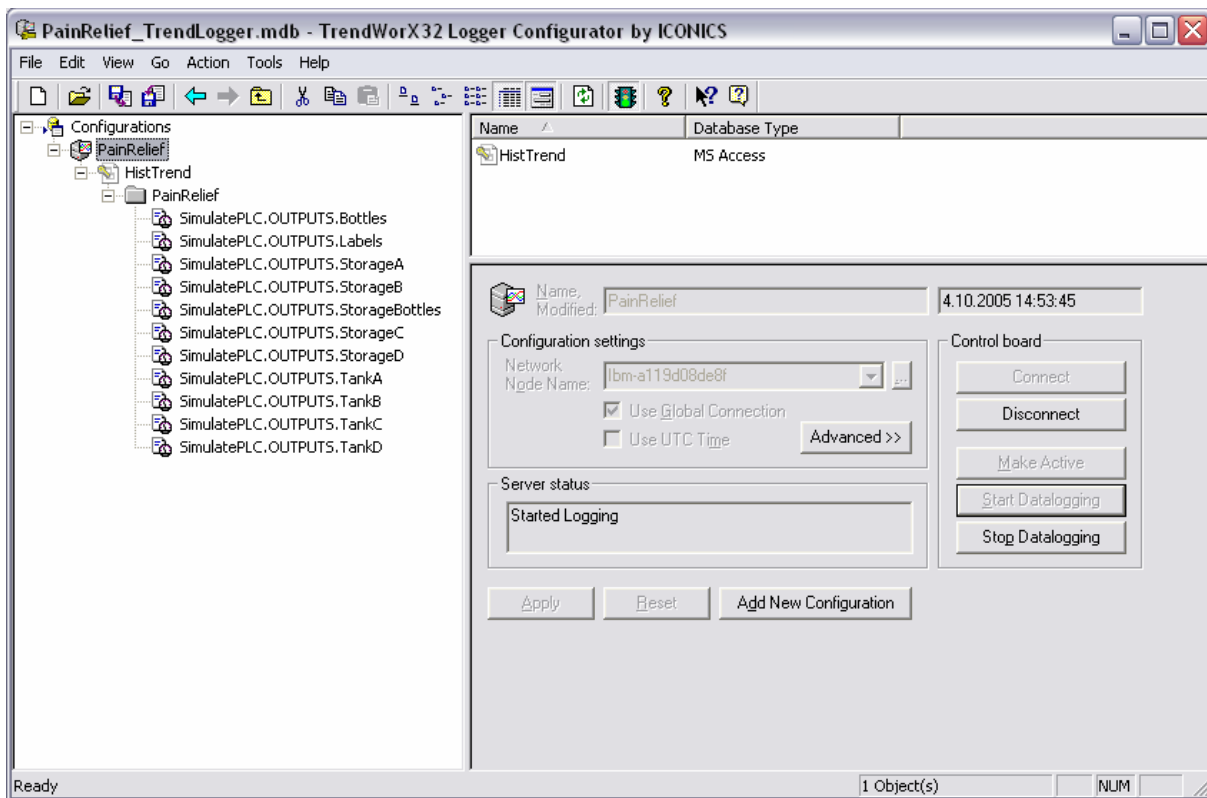 PainRelief_TrendLogger.mdb - TrendWorX32 Logger Configurator by ICONICS
File Edit View Go Action Tools Help
Configurations
PainRelief
HistTrend
PainRelief
SimulatePLC.OUTPUTS.Bottles
SimulatePLC.OUTPUTS.Labels
SimulatePLC.OUTPUTS.StorageA
SimulatePLC.OUTPUTS.StorageB
SimulatePLC.OUTPUTS.StorageBottles
SimulatePLC.OUTPUTS.StorageC
SimulatePLC.OUTPUTS.StorageD
SimulatePLC.OUTPUTS.TankA
SimulatePLC.OUTPUTS.TankB
SimulatePLC.OUTPUTS.TankC
SimulatePLC.OUTPUTS.TankD
Name Database Type
HistTrend MS Access
Name,
Modified: PainRelief 4.10.2005 14:53:45
Configuration settings
Network
Node Name: Ibm-a119d08de8f ...
Use Global Connection
Use UTC Time Advanced >>
Server status
Started Logging
Control board
Connect
Disconnect
Make Active
Start Datalogging
Stop Datalogging
Apply Reset Add New Configuration
Ready 1 Object(s) NUM